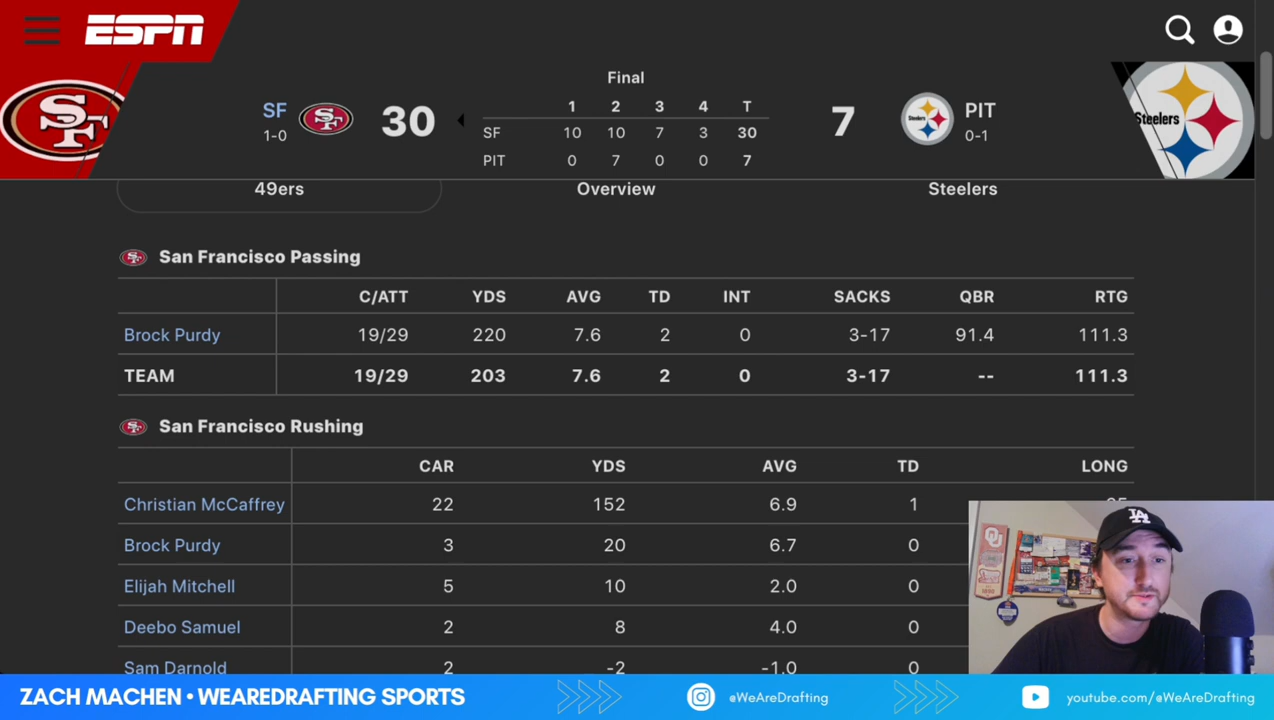 ESPN
Final
SF 30 1 2 3 4 T 7 PIT
1-0 SF 10 10 7 3 30 0-1
PIT 0 7 0 0 7
Steelers
Steelers
49ers Overview Steelers
San Francisco Passing
C/ATT YDS AVG TD INT SACKS QBR RTG
Brock Purdy 19/29 220 7.6 2 0 3-17 91.4 111.3
TEAM 19/29 203 7.6 2 0 3-17 -- 111.3
San Francisco Rushing
CAR YDS AVG TD LONG
Christian McCaffrey 22 152 6.9 1
Brock Purdy 3 20 6.7 0
Elijah Mitchell 5 10 2.0 0
Deebo Samuel 2 8 4.0 0
Sam Darnold 2 -2 -1.0 0
LA
OU
ZACH MACHEN • WEAREDRAFTING SPORTS @WeAreDrafting youtube.com/@WeAreDrafting